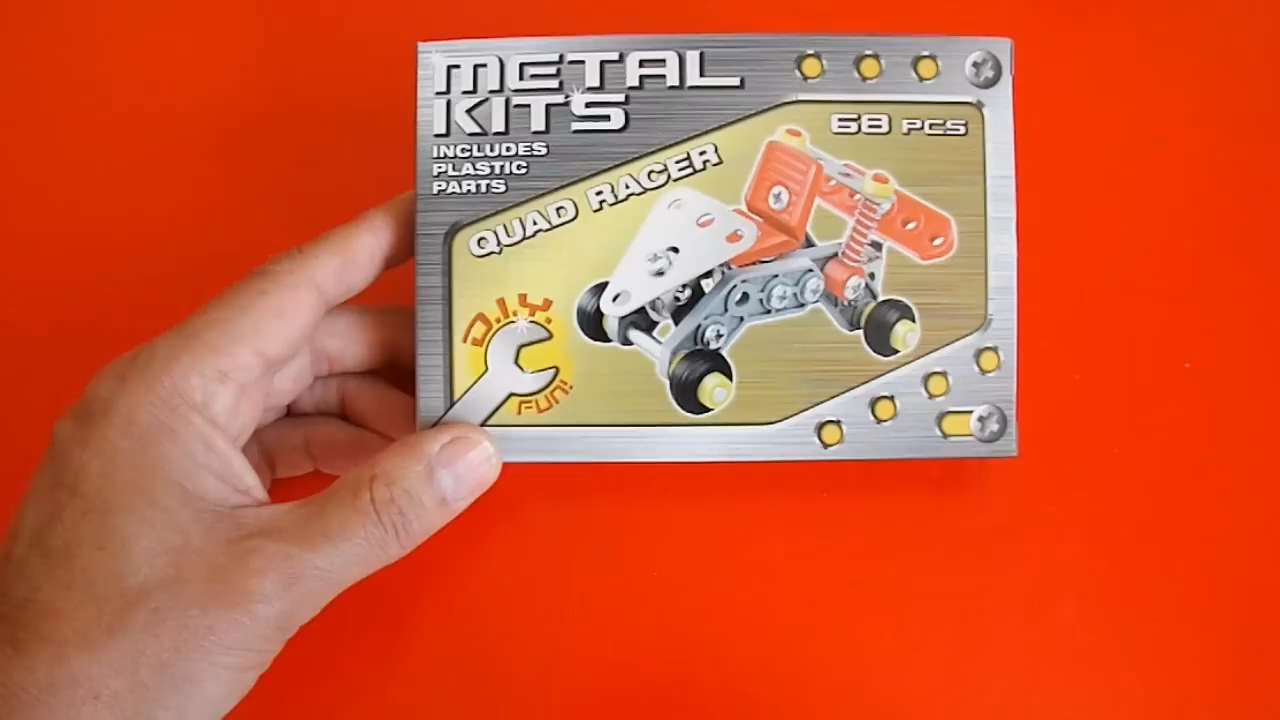 METAL
KITS
INCLUDES
PLASTIC
PARTS
68 PCS
QUAD RACER
D.I.Y.
FUN!